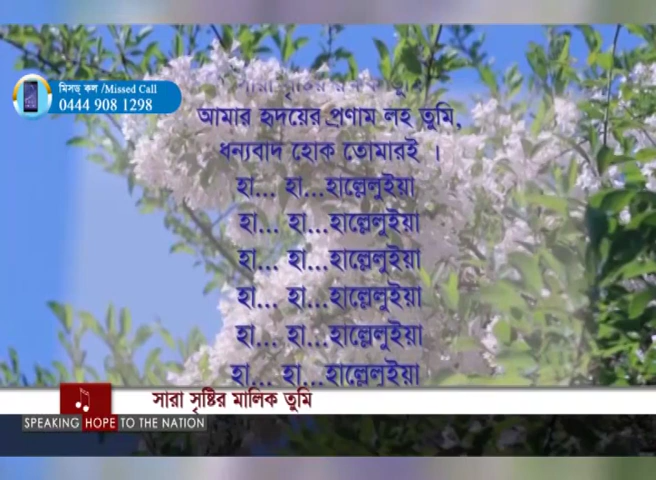 মিসড্ কল /Missed Call
0444 908 1298
আমার হৃদয়ের প্রণাম লহ তুমি,
ধন্যবাদ হোক তোমারই ।
হা... হা...হাল্লেলুইয়া
হা... হা...হাল্লেলুইয়া
হা... হা...হাল্লেলুইয়া
হা... হা...হাল্লেলুইয়া
হা... হা...হাল্লেলুইয়া
হা... হা...হাল্লেলুইয়া
সারা সৃষ্টির মালিক তুমি
SPEAKING HOPE TO THE NATION